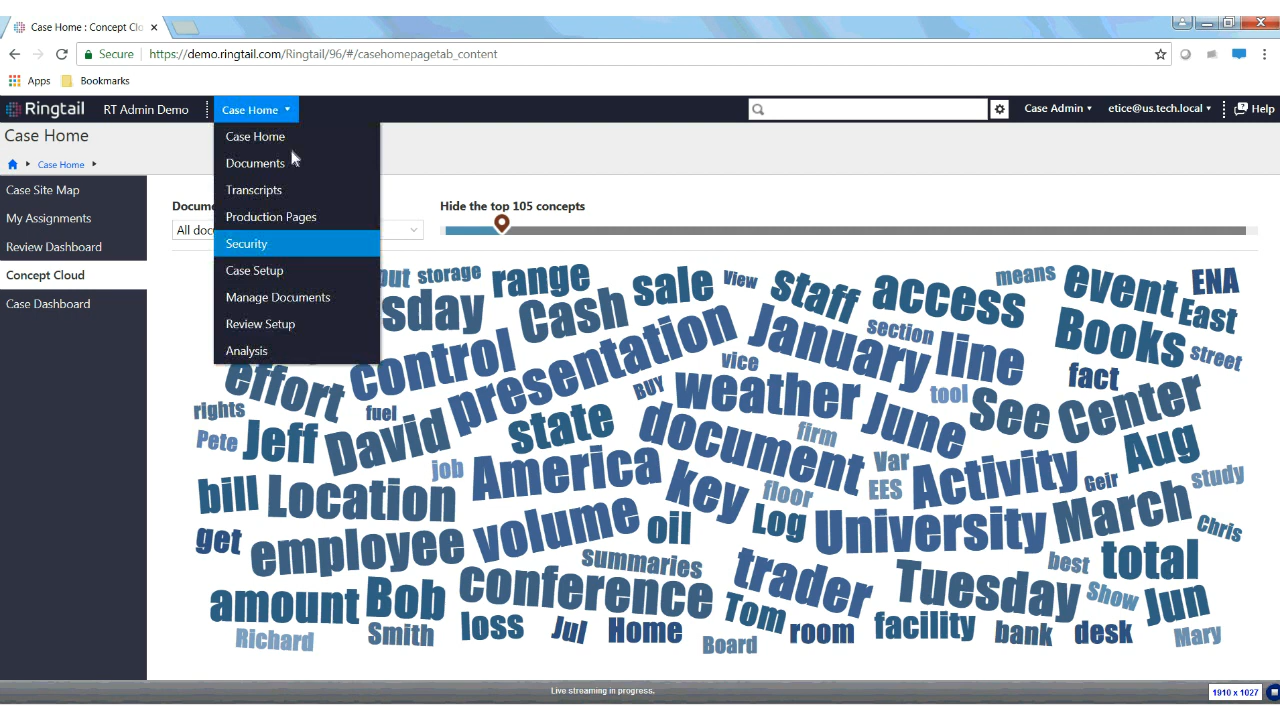 Case Home : Concept Clo
Secure
https://demo.ringtail.com/Ringtail/96/#/casehomepagetab_content
Apps
Bookmarks
Ringtail
RT Admin Demo
Case Home
Case Admin
etice@us.tech.local
Help
Case Home
Case Home
Case Home
Documents
Transcripts
Production Pages
Security
Case Setup
Manage Documents
Review Setup
Analysis
Case Site Map
My Assignments
Review Dashboard
Concept Cloud
Case Dashboard
Hide the top 105 concepts
storage
range
sale
View
staff
access
means
event
ENA
East
Cash
presentation
January
section
line
Books
street
control
vice
fact
effort
BUY
weather
tool
June
See
Center
rights
fuel
David
state
document
firm
Pete
Jeff
job
America
key
floor
Var
EES
Activity
Geir
Aug
study
bill
Location
volume
oil
Log
University
March
Chris
get
employee
summaries
trader
best
total
amount
Bob
conference
Tom
Tuesday
Show
Jun
Richard
Smith
loss
Jul
Home
Board
room
facility
bank
desk
Mary
Live streaming in progress.
1910 x 1027